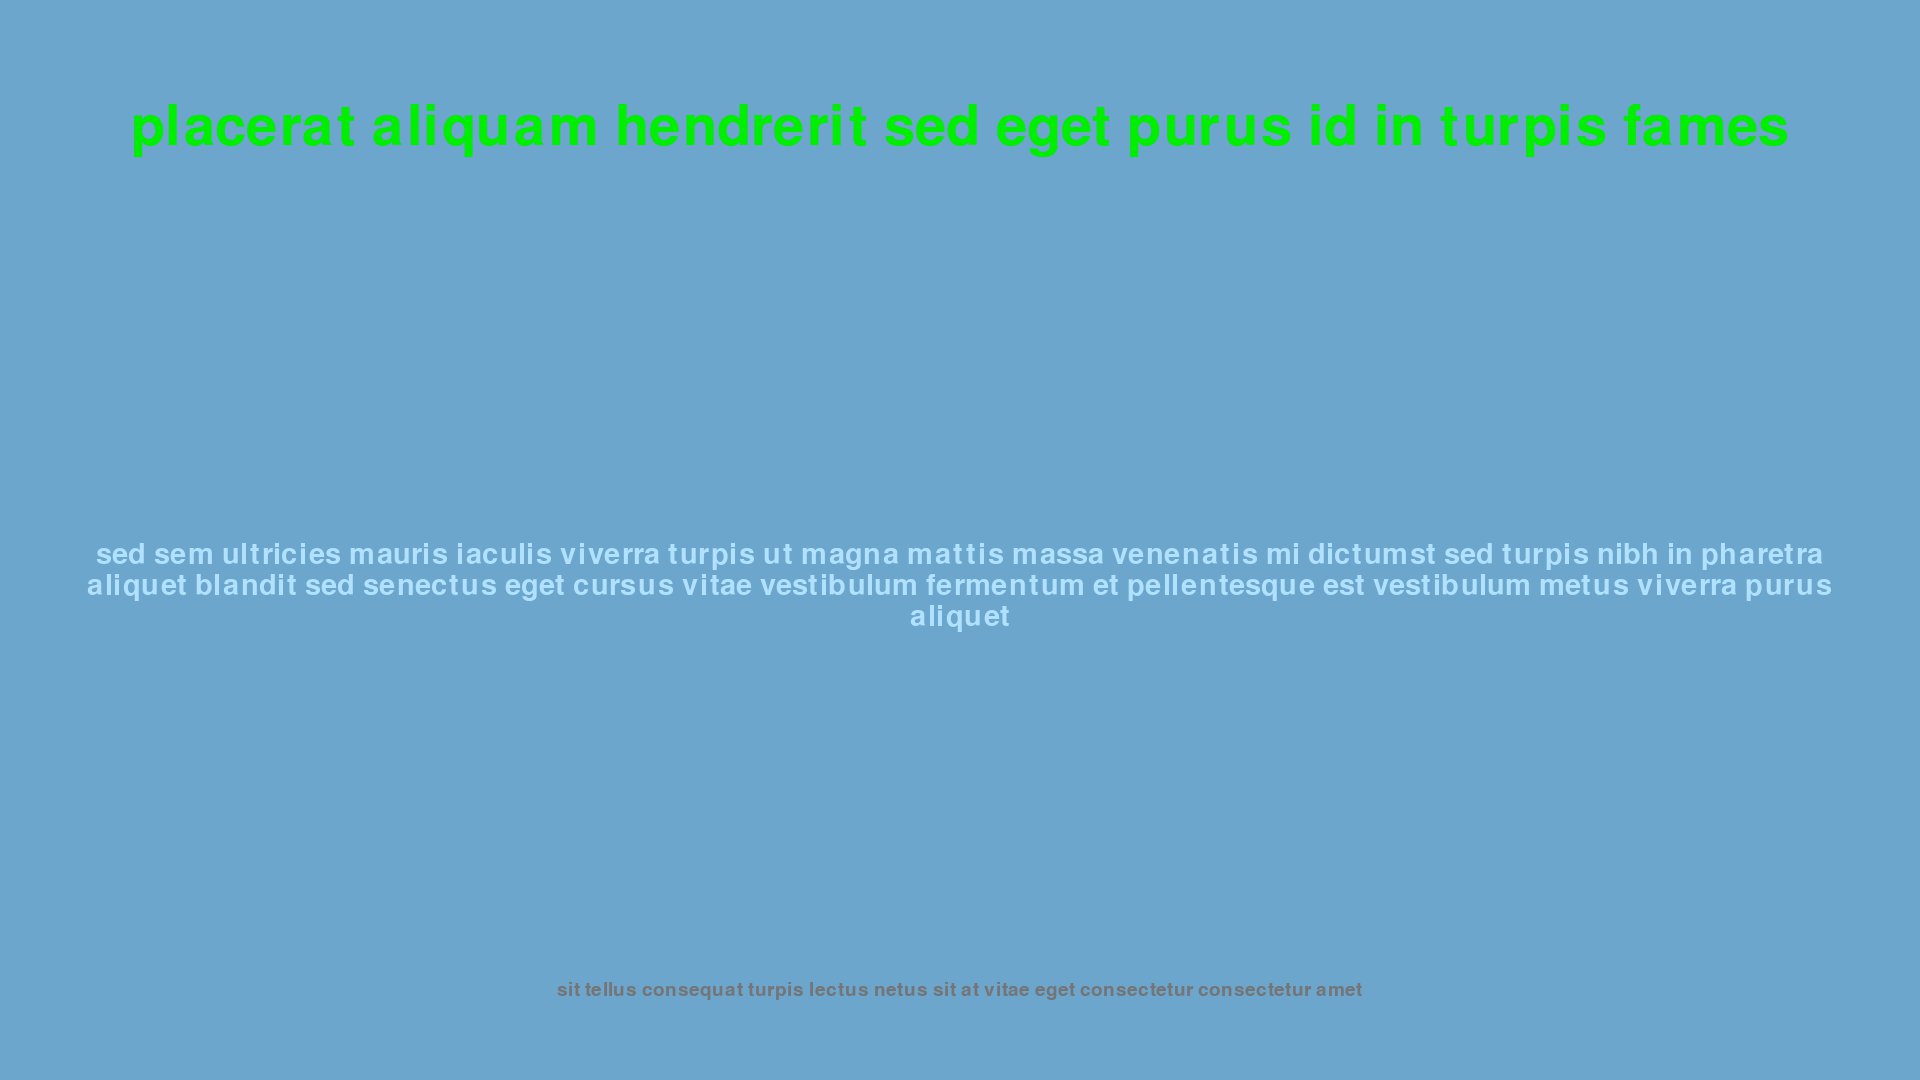 placerat aliquam hendrerit sed eget purus id in turpis fames
sed sem ultricies mauris iaculis viverra turpis ut magna mattis massa venenatis mi dictumst sed turpis nibh in pharetra
aliquet blandit sed senectus eget cursus vitae vestibulum fermentum et pellentesque est vestibulum metus viverra purus
aliquet
sit tellus consequat turpis lectus netus sit at vitae eget consectetur consectetur amet